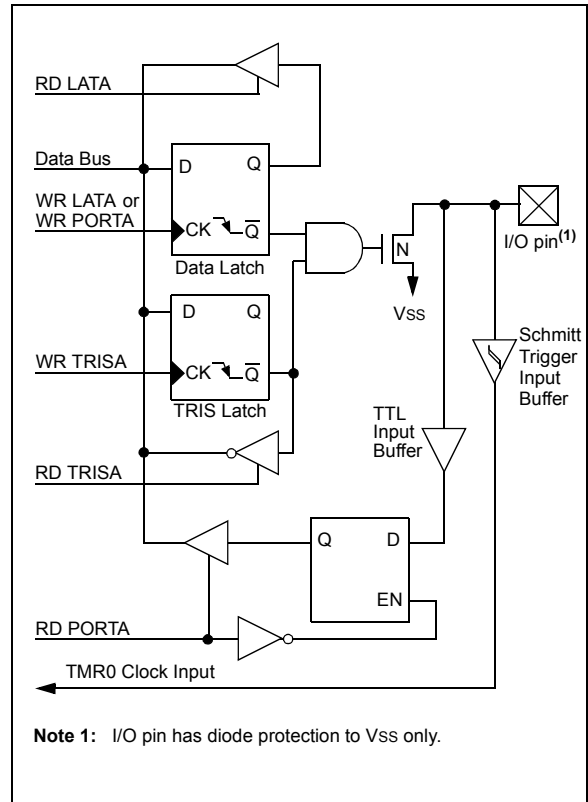 RD LATA
Data Bus
D
Q
WR LATA or
WR PORTA
CK
Q
N
I/O pin(1)
Data Latch
VSS
D
Q
Schmitt
Trigger
Input
Buffer
WR TRISA
CK
Q
TRIS Latch
TTL
Input
Buffer
RD TRISA
Q
D
EN
RD PORTA
TMR0 Clock Input
Note 1: I/O pin has diode protection to VSS only.